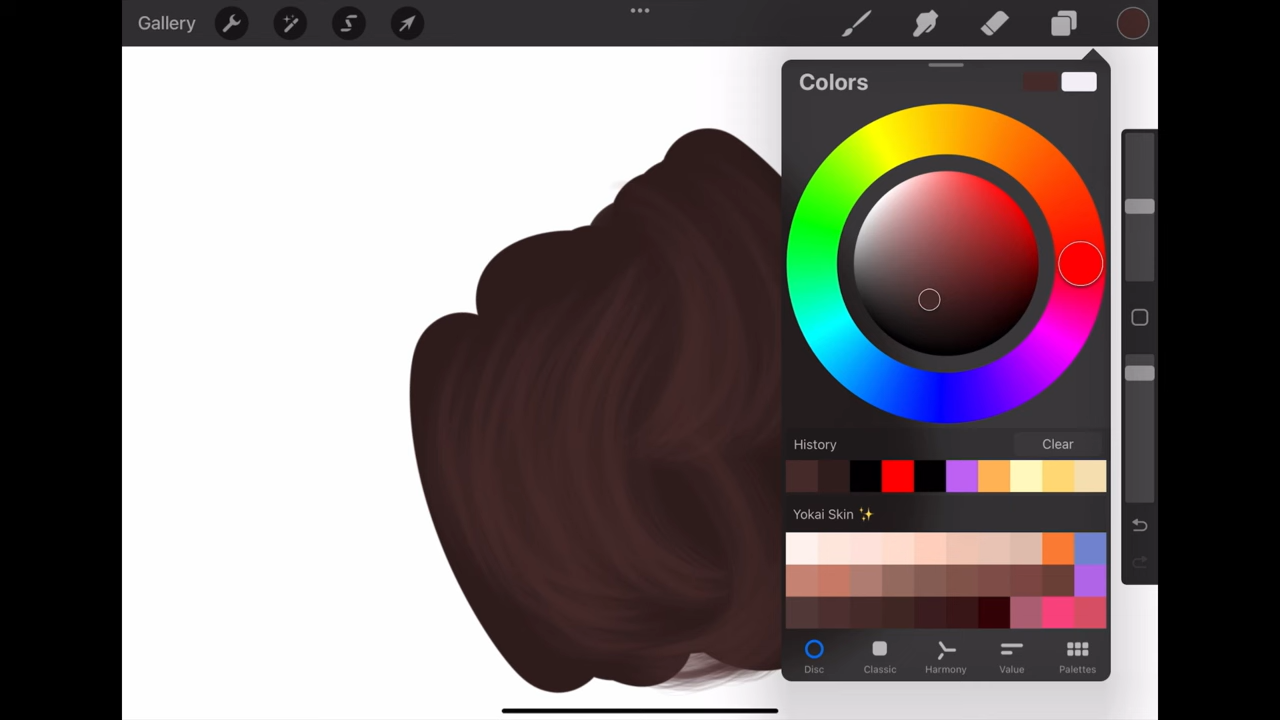 Gallery
Colors
History
Clear
Yokai Skin ✨
Disc
Classic
Harmony
Value
Palettes